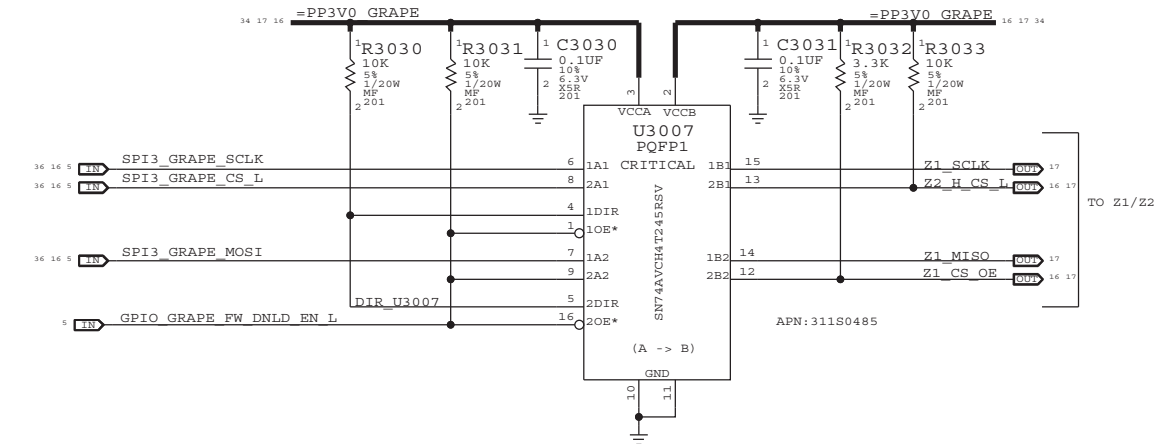 34 17 16 =PP3V0 GRAPE =PP3V0 GRAPE 16 17 34
1 R3030 1 R3031 1 C3030 1 C3031 1 R3032 1 R3033
10K 10K 0.1UF 0.1UF 3.3K 10K
5% 5% 10% 10% 5% 5%
1/20W 1/20W 6.3V 6.3V 1/20W 1/20W
MF MF X5R X5R MF MF
2 201 2 201 2 201 2 201 2 201 2 201
3 2
VCCA VCCB
U3007
PQFP1
CRITICAL
36 16 5 IN SPI3_GRAPE_SCLK 6 1A1 1B1 15 Z1_SCLK OUT 17
36 16 5 IN SPI3_GRAPE_CS_L 8 2A1 2B1 13 Z2_H_CS_L OUT 16 17
TO Z1/Z2
4 1DIR
1 1OE*
36 16 5 IN SPI3_GRAPE_MOSI 7 1A2 1B2 14 Z1_MISO OUT 17
9 2A2 2B2 12 Z1_CS_OE OUT 16 17
SN74AVCH4T245RSV
DIR_U3007 5 2DIR
5 IN GPIO_GRAPE_FW_DNLD_EN_L 16 2OE*
APN:311S0485
(A -> B)
GND
10 11